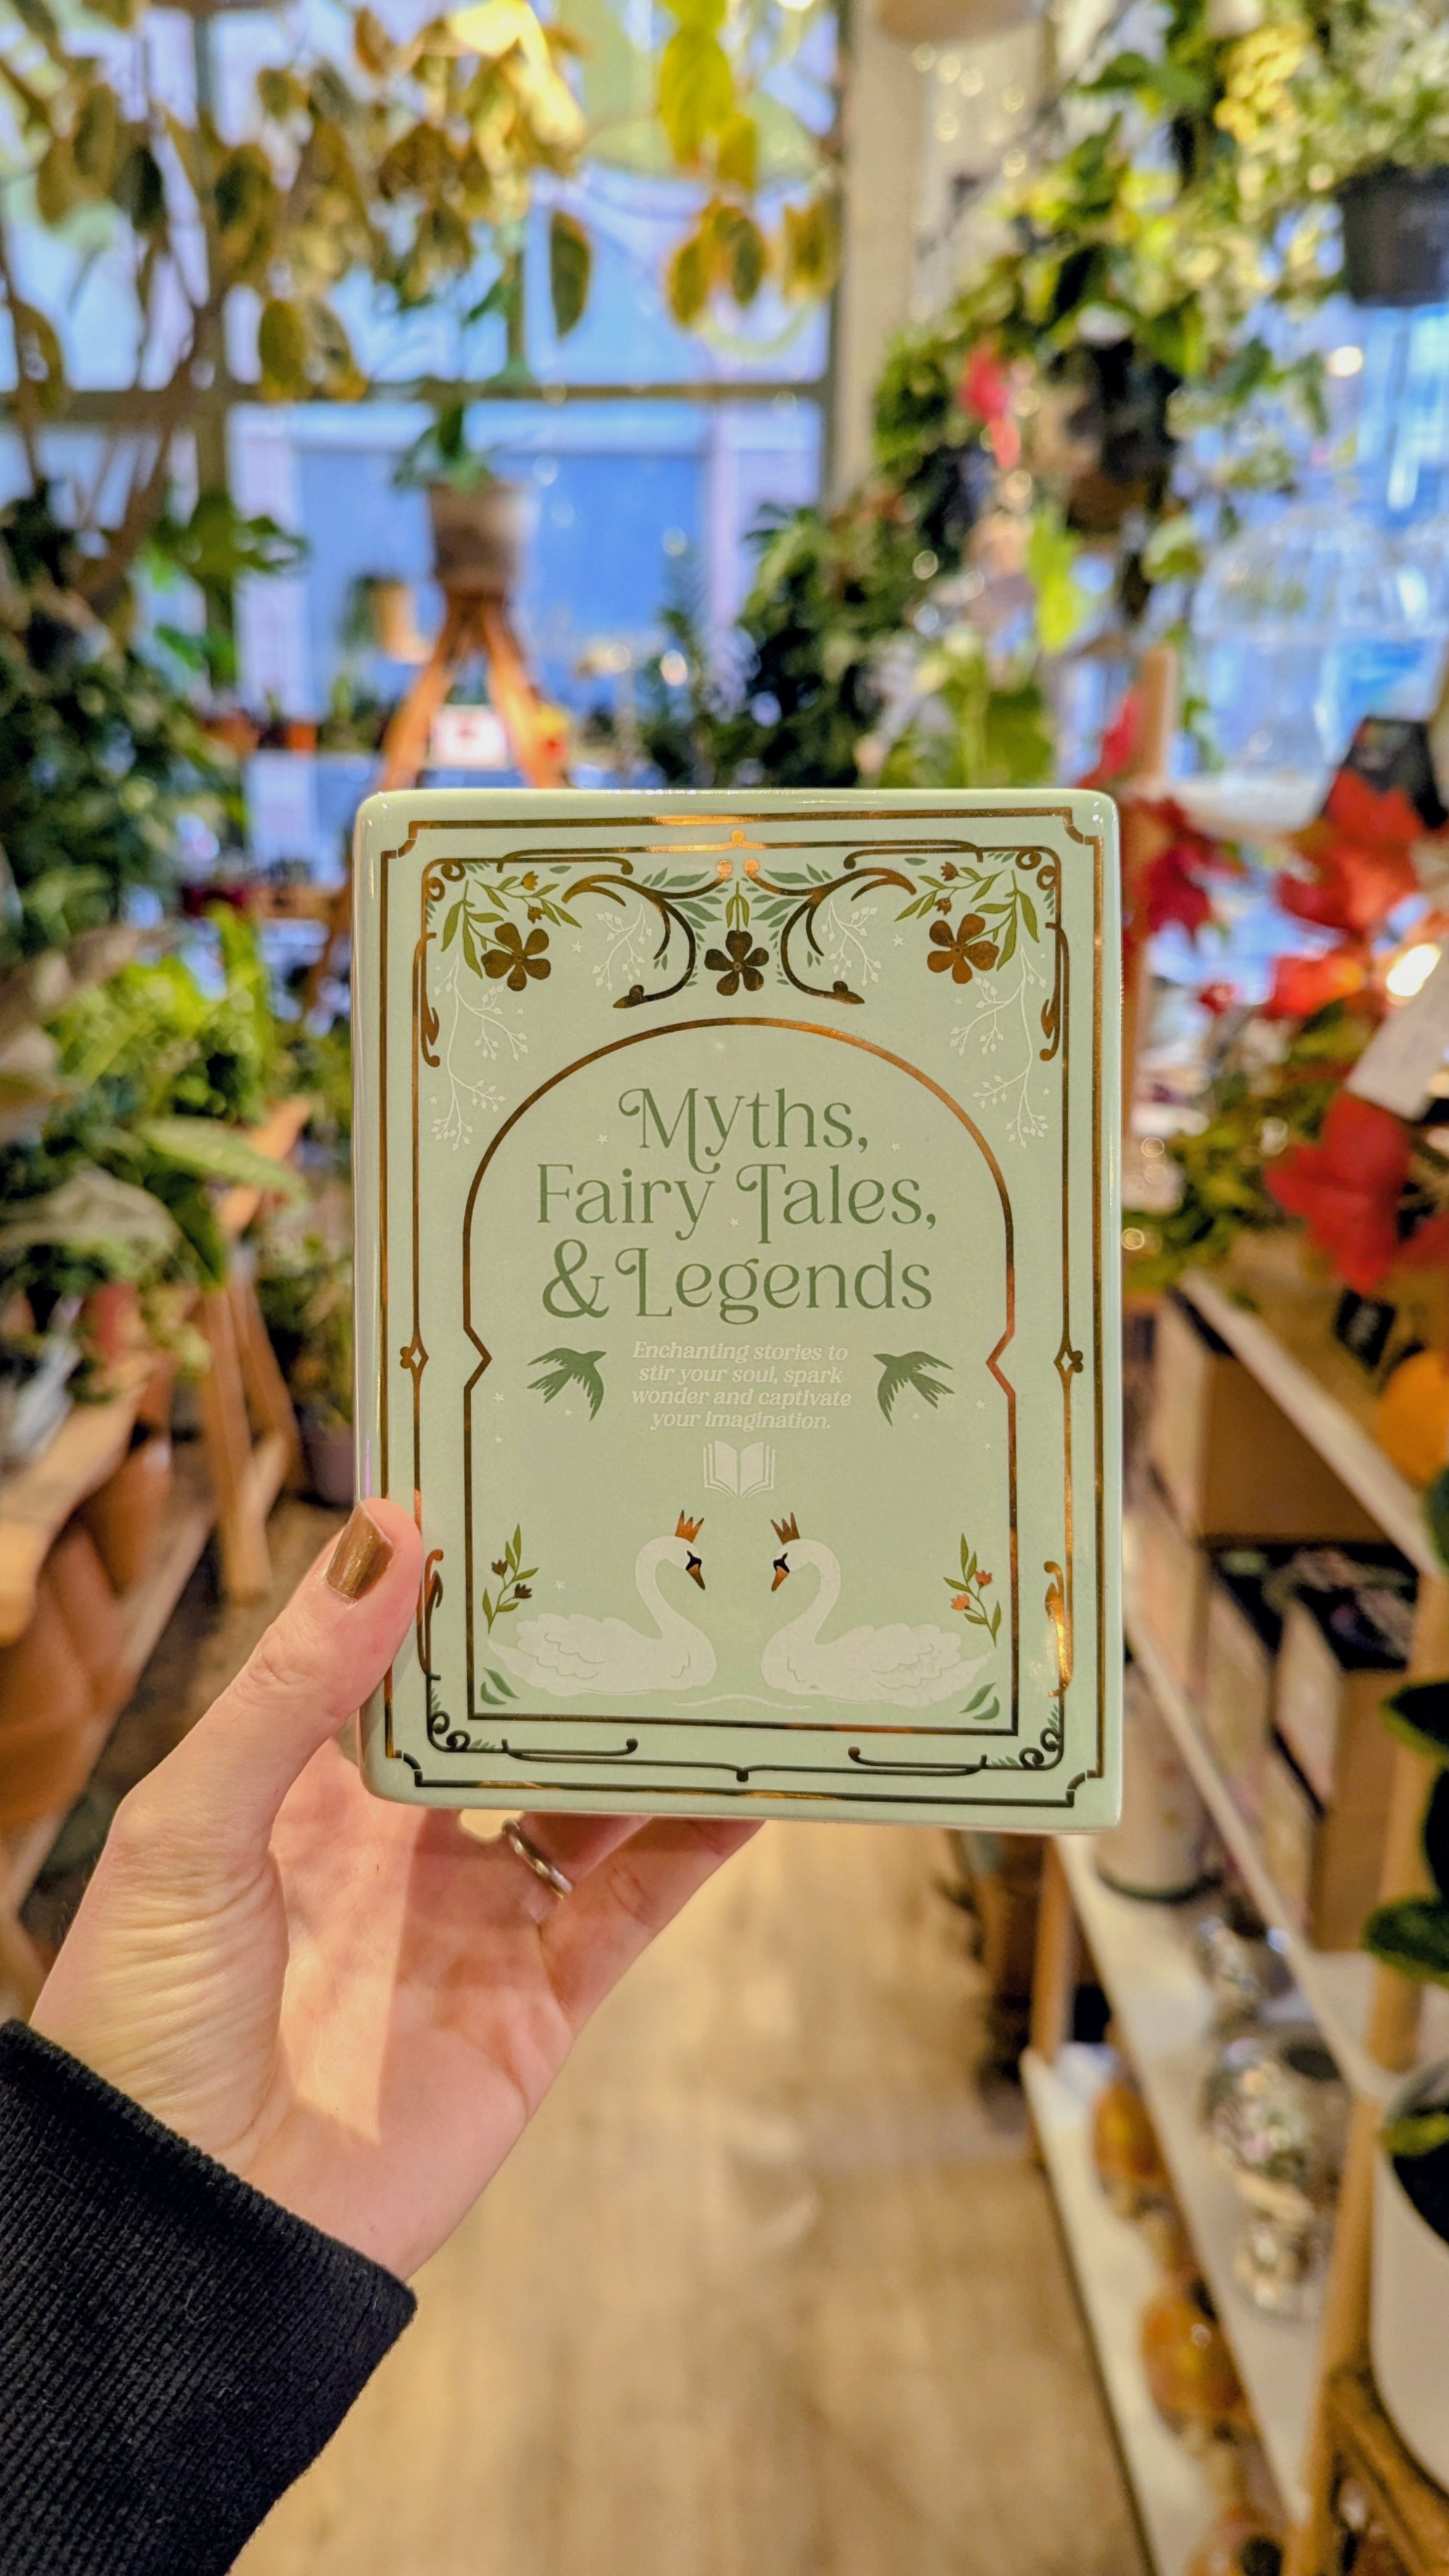 Myths,
Fairy Tales,
& Legends
Enchanting stories to
stir your soul, spark
wonder and captivate
your imagination.